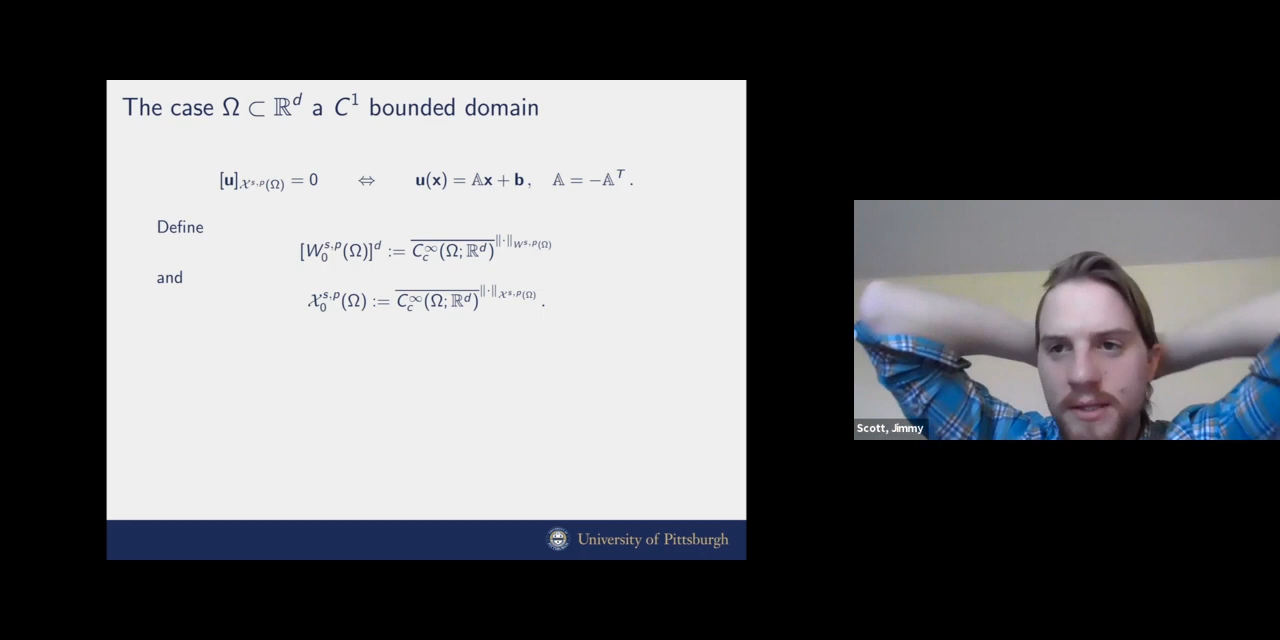 The case Ω ⊂ ℝ^d a C^1 bounded domain
[𝐮]_{𝒳^{s,p}(Ω)} = 0 ⇔ 𝐮(𝐱) = 𝔸𝐱 + 𝐛, 𝔸 = −𝔸^T.
Define
[W_0^{s,p}(Ω)]^d := \overline{C_c^∞(Ω; ℝ^d)}^{‖·‖_{W^{s,p}(Ω)}}
and
𝒳_0^{s,p}(Ω) := \overline{C_c^∞(Ω; ℝ^d)}^{‖·‖_{𝒳^{s,p}(Ω)}}.
University of Pittsburgh
Scott, Jimmy